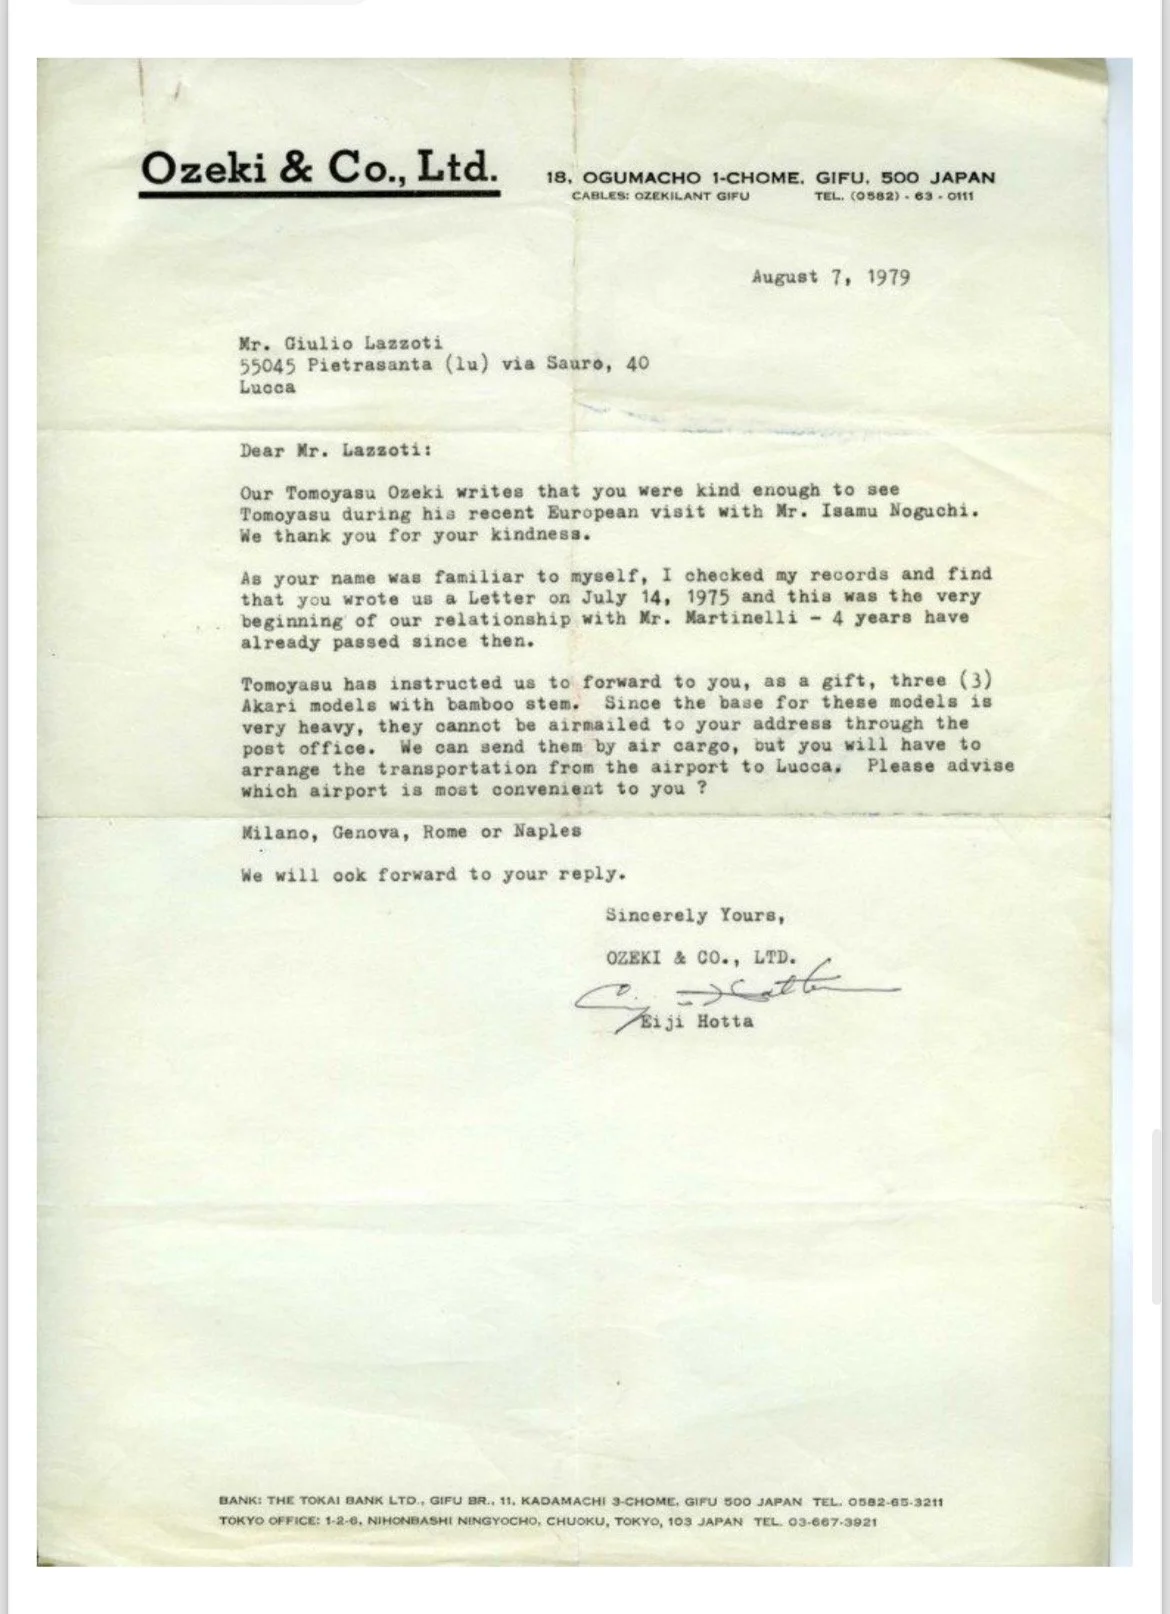 Ozeki & Co., Ltd.
18, OGUMACHO 1-CHOME, GIFU, 500 JAPAN
CABLES: OZEKILANT GIFU TEL. (0582) - 63 - 0111
August 7, 1979
Mr. Giulio Lazzoti
55045 Pietrasanta (lu) via Sauro, 40
Lucca
Dear Mr. Lazzoti:
Our Tomoyasu Ozeki writes that you were kind enough to see
Tomoyasu during his recent European visit with Mr. Isamu Noguchi.
We thank you for your kindness.
As your name was familiar to myself, I checked my records and find
that you wrote us a Letter on July 14, 1975 and this was the very
beginning of our relationship with Mr. Martinelli - 4 years have
already passed since then.
Tomoyasu has instructed us to forward to you, as a gift, three (3)
Akari models with bamboo stem. Since the base for these models is
very heavy, they cannot be airmailed to your address through the
post office. We can send them by air cargo, but you will have to
arrange the transportation from the airport to Lucca. Please advise
which airport is most convenient to you ?
Milano, Genova, Rome or Naples
We will ook forward to your reply.
Sincerely Yours,
OZEKI & CO., LTD.
Eiji Hotta
Eiji Hotta
BANK: THE TOKAI BANK LTD., GIFU BR., 11, KADAMACHI 3-CHOME, GIFU 500 JAPAN TEL. 0582-65-3211
TOKYO OFFICE: 1-2-6, NIHONBASHI NINGYOCHO, CHUOKU, TOKYO, 103 JAPAN TEL. 03-667-3921